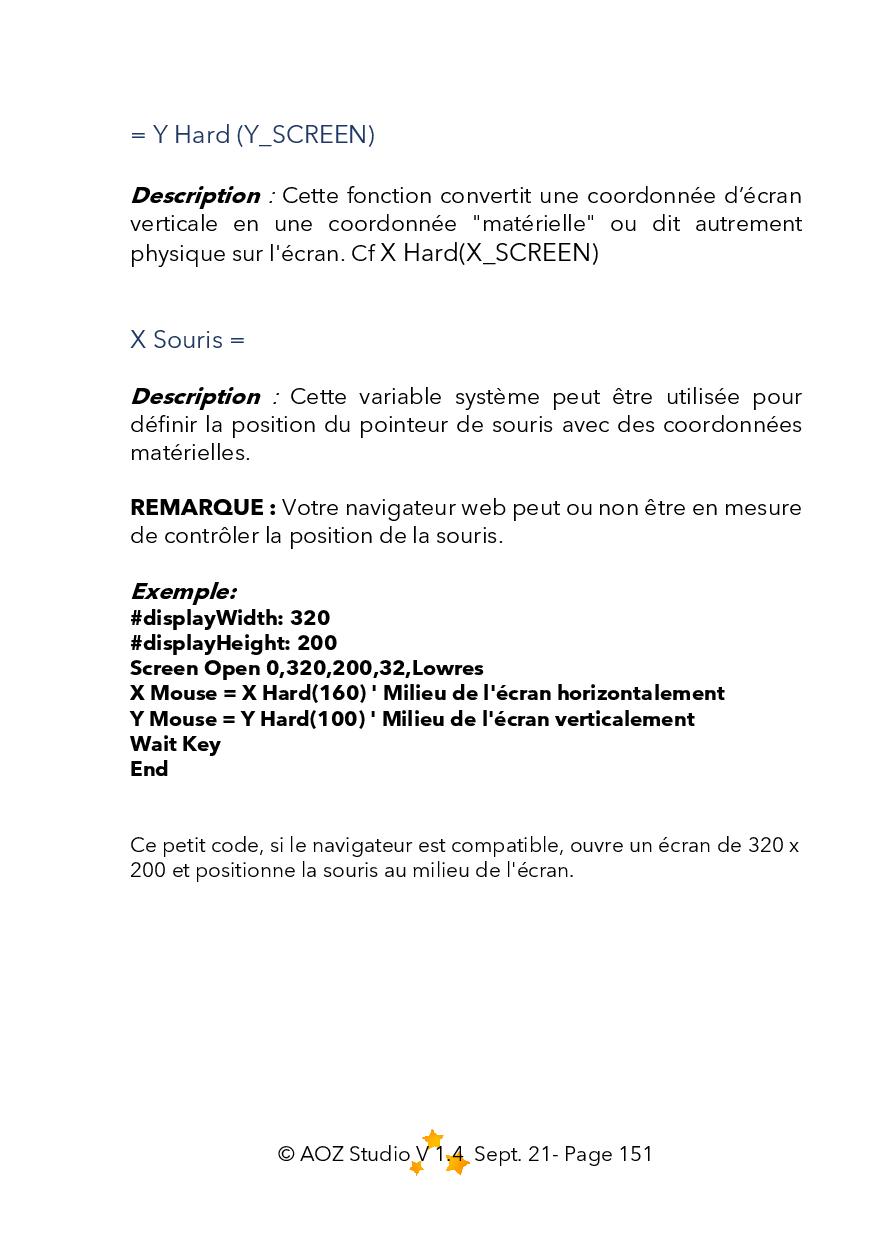 = Y Hard (Y_SCREEN)
Description : Cette fonction convertit une coordonnée d’écran
verticale en une coordonnée "matérielle" ou dit autrement
physique sur l'écran. Cf X Hard(X_SCREEN)
X Souris =
Description : Cette variable système peut être utilisée pour
définir la position du pointeur de souris avec des coordonnées
matérielles.
REMARQUE : Votre navigateur web peut ou non être en mesure
de contrôler la position de la souris.
Exemple:
#displayWidth: 320
#displayHeight: 200
Screen Open 0,320,200,32,Lowres
X Mouse = X Hard(160) ' Milieu de l'écran horizontalement
Y Mouse = Y Hard(100) ' Milieu de l'écran verticalement
Wait Key
End
Ce petit code, si le navigateur est compatible, ouvre un écran de 320 x
200 et positionne la souris au milieu de l'écran.
© AOZ Studio V 1.4 Sept. 21- Page 151